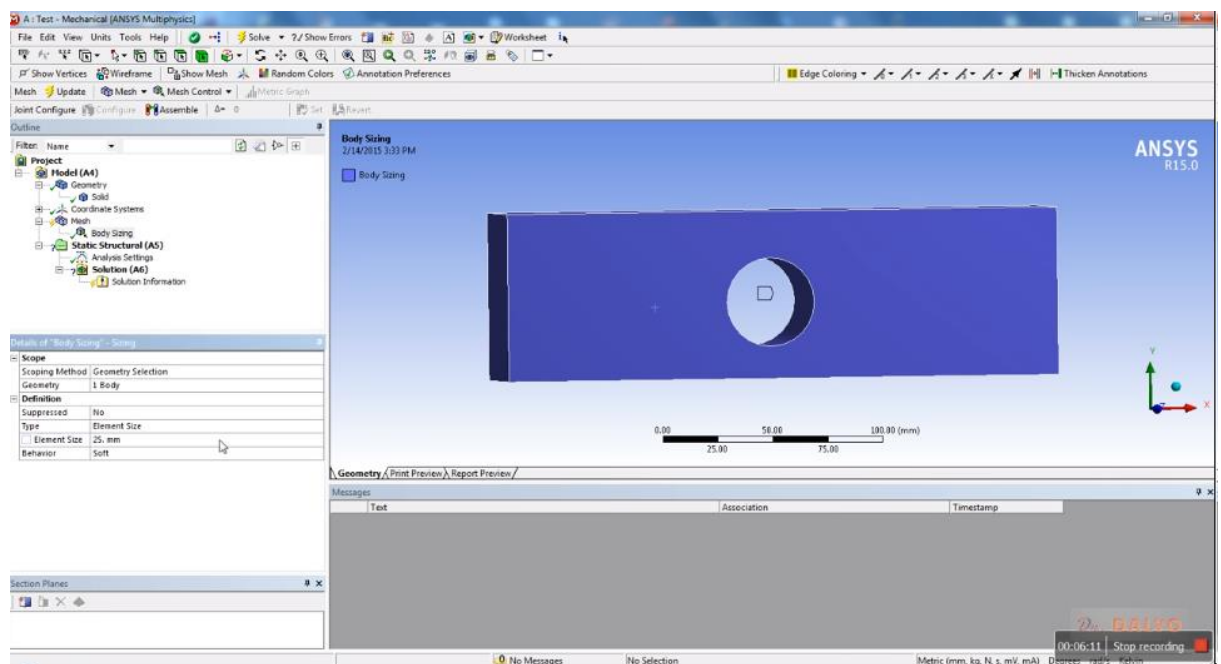 A : Test - Mechanical [ANSYS Multiphysics]
File Edit View Units Tools Help Solve ?/ Show Errors Worksheet
Show Vertices Wireframe Show Mesh Random Colors Annotation Preferences Edge Coloring Thicken Annotations
Mesh Update Mesh Mesh Control Metric Graph
Joint Configure Configure Assemble Δ= 0 Set Revert
Outline
Filter: Name
Project
Model (A4)
Geometry
Solid
Coordinate Systems
Mesh
Body Sizing
Static Structural (A5)
Analysis Settings
Solution (A6)
Solution Information
Details of "Body Sizing" - Sizing
Scope
Scoping Method Geometry Selection
Geometry 1 Body
Definition
Suppressed No
Type Element Size
Element Size 25. mm
Behavior Soft
Section Planes
Body Sizing
2/14/2015 3:33 PM
Body Sizing
ANSYS
R15.0
Y
X
0.00 50.00 100.00 (mm)
25.00 75.00
Geometry Print Preview Report Preview
Messages
Text Association Timestamp
00:06:11 Stop recording
No Messages No Selection Metric (mm, kg, N, s, mV, mA) Degrees rad/s Kelvin